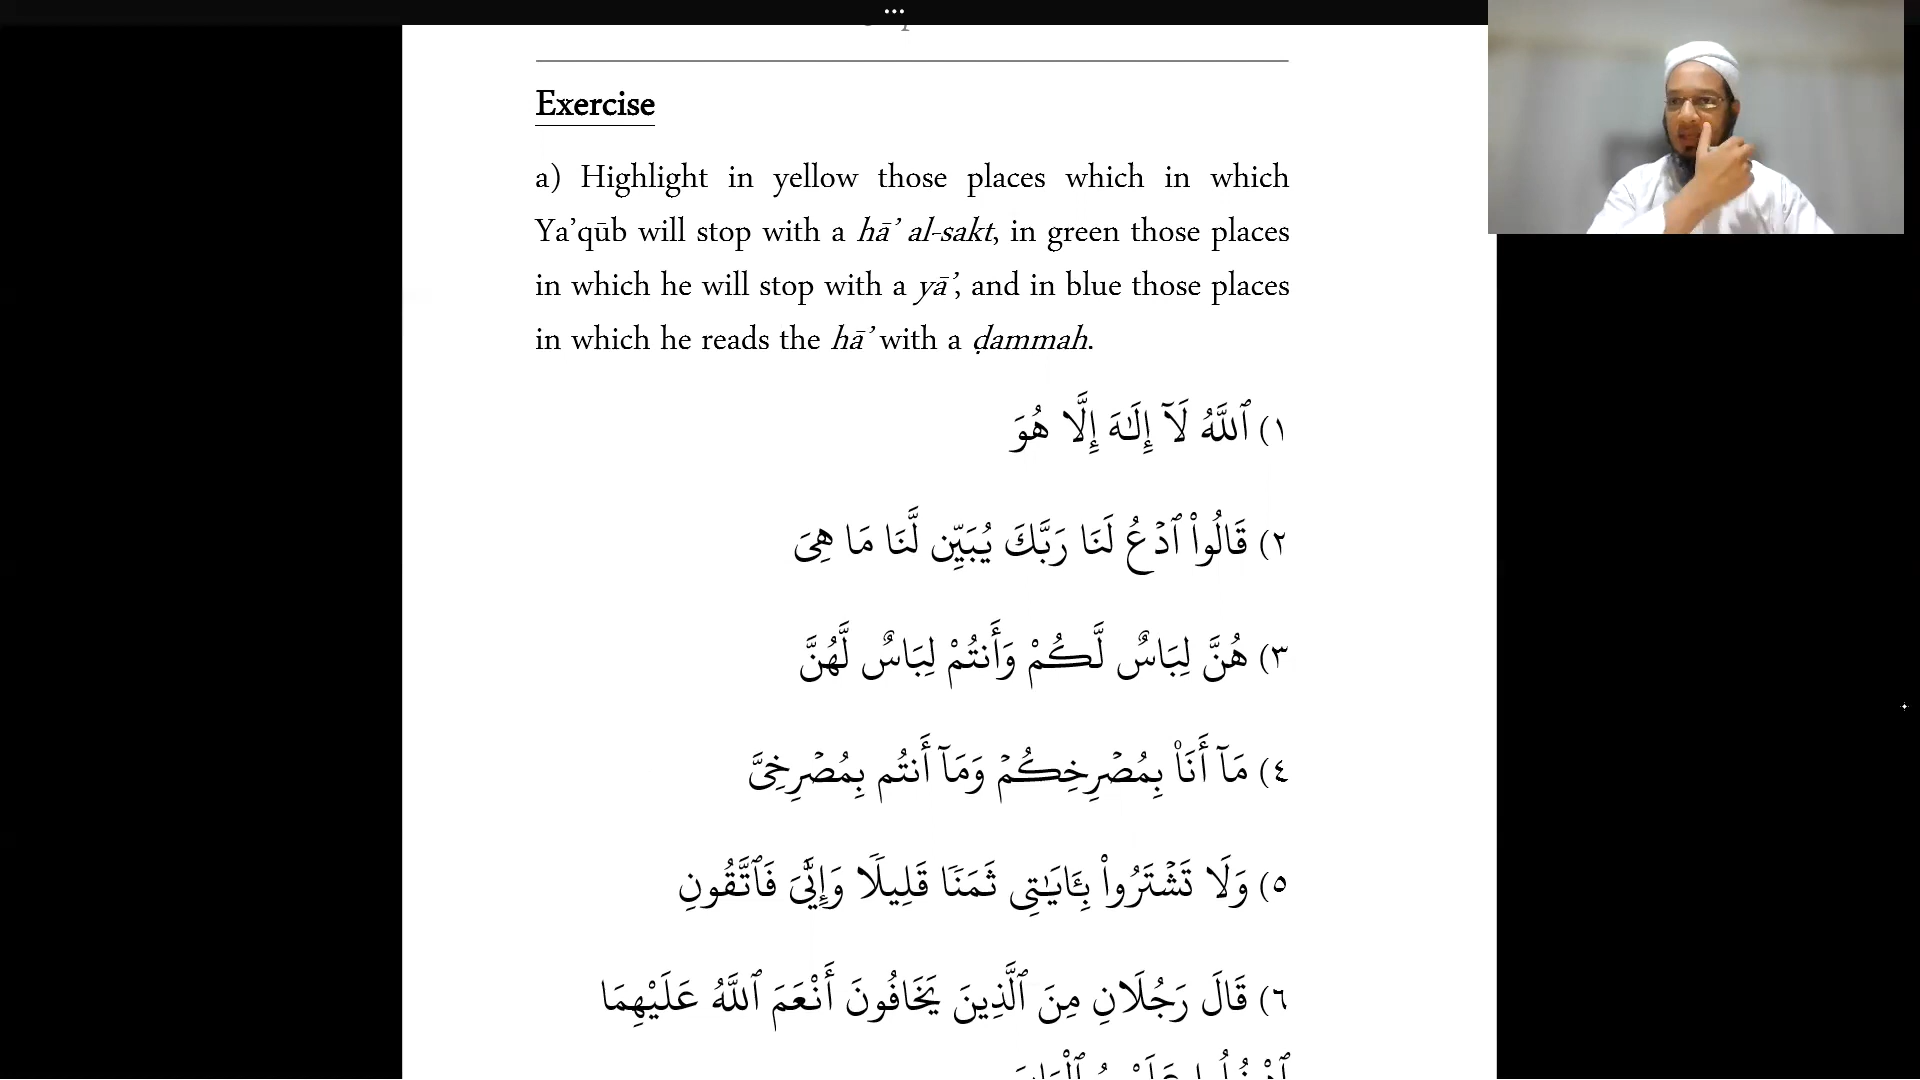 ...
Exercise
a) Highlight in yellow those places which in which
Ya’qūb will stop with a hā’ al-sakt, in green those places
in which he will stop with a yā’, and in blue those places
in which he reads the hā’ with a ḍammah.
١) ٱللَّهُ لَآ إِلَـٰهَ إِلَّا هُوَ
٢) قَالُوا۟ ٱدْعُ لَنَا رَبَّكَ يُبَيِّن لَّنَا مَا هِىَ
٣) هُنَّ لِبَاسٌ لَّكُمْ وَأَنتُمْ لِبَاسٌ لَّهُنَّ
٤) مَآ أَنَا۠ بِمُصْرِخِكُمْ وَمَآ أَنتُم بِمُصْرِخِىَّ
٥) وَلَا تَشْتَرُوا۟ بِـَٔايَـٰتِى ثَمَنًا قَلِيلًا وَإِيَّـٰىَ فَٱتَّقُونِ
٦) قَالَ رَجُلَانِ مِنَ ٱلَّذِينَ يَخَافُونَ أَنْعَمَ ٱللَّهُ عَلَيْهِمَا